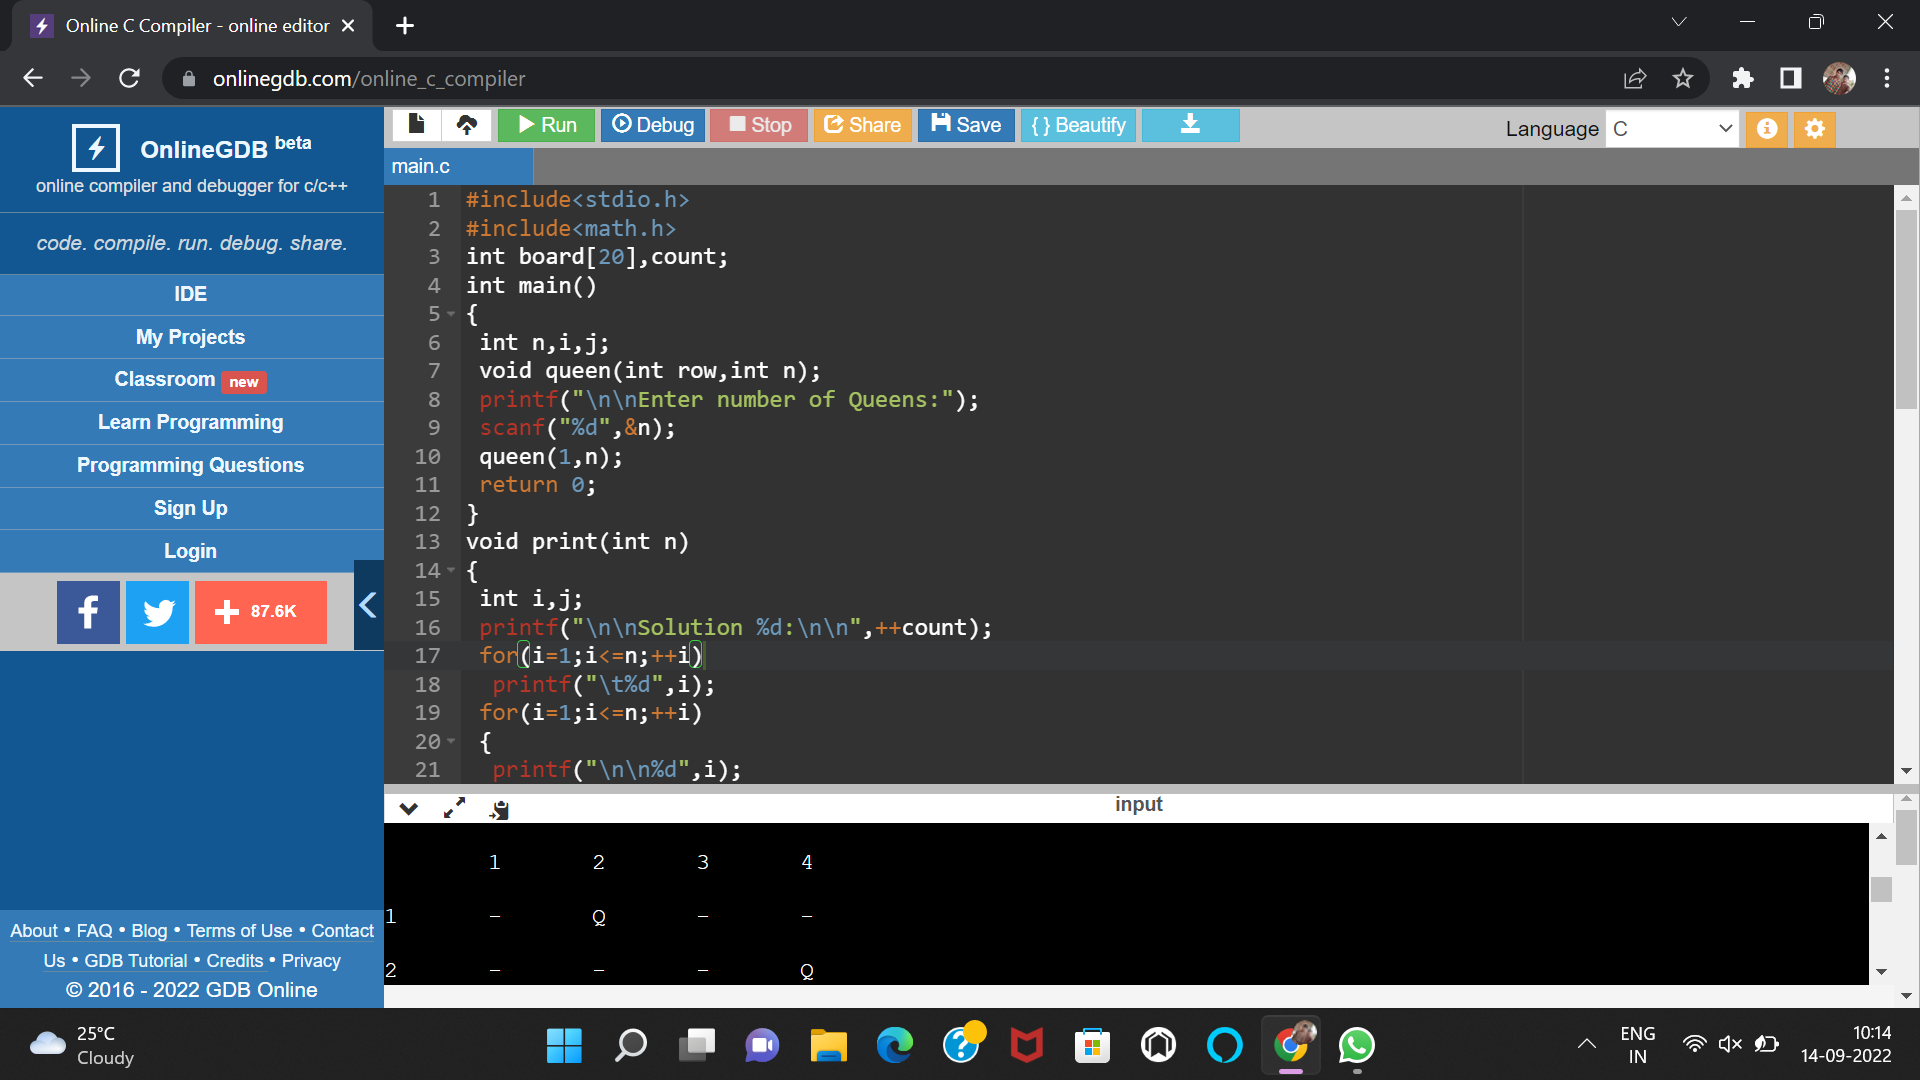 Online C Compiler - online editor
onlinegdb.com/online_c_compiler
OnlineGDB beta
online compiler and debugger for c/c++
code. compile. run. debug. share.
IDE
My Projects
Classroom new
Learn Programming
Programming Questions
Sign Up
Login
f + 87.6K
About • FAQ • Blog • Terms of Use • Contact
Us • GDB Tutorial • Credits • Privacy
© 2016 - 2022 GDB Online
Run Debug Stop Share Save { } Beautify
Language C
main.c
1 #include<stdio.h>
2 #include<math.h>
3 int board[20],count;
4 int main()
5 {
6 int n,i,j;
7 void queen(int row,int n);
8 printf("\n\nEnter number of Queens:");
9 scanf("%d",&n);
10 queen(1,n);
11 return 0;
12 }
13 void print(int n)
14 {
15 int i,j;
16 printf("\n\nSolution %d:\n\n",++count);
17 for(i=1;i<=n;++i)
18 printf("\t%d",i);
19 for(i=1;i<=n;++i)
20 {
21 printf("\n\n%d",i);
input
1 2 3 4
1 - Q - -
2 - - - Q
25°C
Cloudy
ENG
IN
10:14
14-09-2022